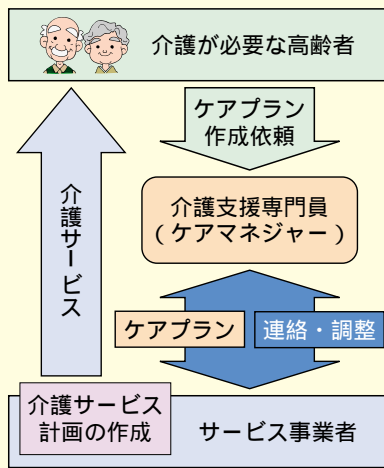 介護が必要な高齢者
ケアプラン
作成依頼
介護サービス
介護支援専門員
（ケアマネジャー）
ケアプラン
連絡・調整
介護サービス
計画の作成
サービス事業者